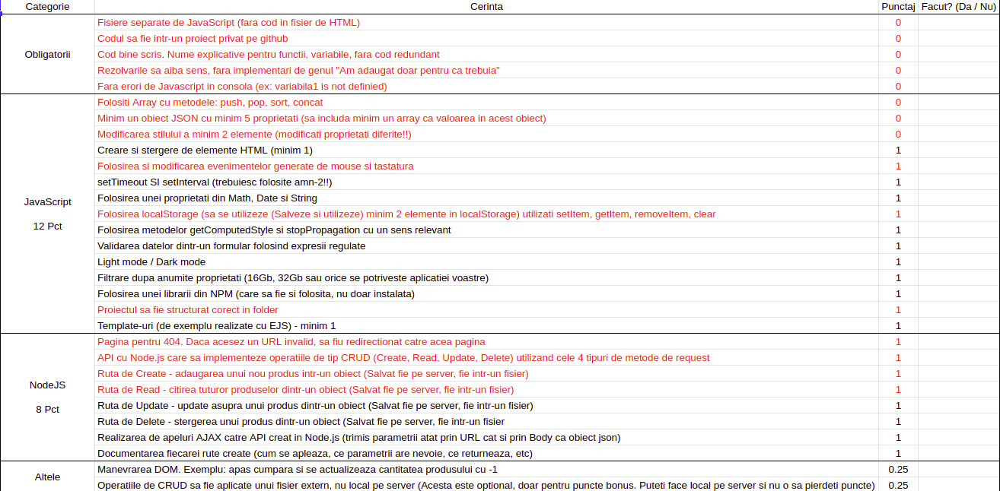 Categorie Cerinta Punctaj Facut? (Da / Nu)
Obligatorii
Fisiere separate de JavaScript (fara cod in fisier de HTML) 0
Codul sa fie intr-un proiect privat pe github 0
Cod bine scris. Nume explicative pentru functii, variabile, fara cod redundant 0
Rezolvarile sa aiba sens, fara implementari de genul "Am adaugat doar pentru ca trebuia" 0
Fara erori de Javascript in consola (ex: variabila1 is not definied) 0
JavaScript
12 Pct
Folositi Array cu metodele: push, pop, sort, concat 0
Minim un obiect JSON cu minim 5 proprietati (sa includa minim un array ca valoarea in acest obiect) 0
Modificarea stilului a minim 2 elemente (modificati proprietati diferite!!) 0
Creare si stergere de elemente HTML (minim 1) 1
Folosirea si modificarea evenimentelor generate de mouse si tastatura 1
setTimeout SI setInterval (trebuiesc folosite amn-2!!) 1
Folosirea unei proprietati din Math, Date si String 1
Folosirea localStorage (sa se utilizeze (Salveze si utilizeze) minim 2 elemente in localStorage) utilizati setItem, getItem, removeItem, clear 1
Folosirea metodelor getComputedStyle si stopPropagation cu un sens relevant 1
Validarea datelor dintr-un formular folosind expresii regulate 1
Light mode / Dark mode 1
Filtrare dupa anumite proprietati (16Gb, 32Gb sau orice se potriveste aplicatiei voastre) 1
Folosirea unei librarii din NPM (care sa fie si folosita, nu doar instalata) 1
Proiectul sa fie structurat corect in folder 1
Template-uri (de exemplu realizate cu EJS) - minim 1 1
NodeJS
8 Pct
Pagina pentru 404. Daca acesez un URL invalid, sa fiu redirectionat catre acea pagina 1
API cu Node.js care sa implementeze operatiile de tip CRUD (Create, Read, Update, Delete) utilizand cele 4 tipuri de metode de request 1
Ruta de Create - adaugarea unui nou produs intr-un obiect (Salvat fie pe server, fie intr-un fisier) 1
Ruta de Read - citirea tuturor produselor dintr-un obiect (Salvat fie pe server, fie intr-un fisier) 1
Ruta de Update - update asupra unui produs dintr-un obiect (Salvat fie pe server, fie intr-un fisier) 1
Ruta de Delete - stergerea unui produs dintr-un obiect (Salvat fie pe server, fie intr-un fisier 1
Realizarea de apeluri AJAX catre API creat in Node.js (trimis parametrii atat prin URL cat si prin Body ca obiect json) 1
Documentarea fiecarei rute create (cum se apleaza, ce parametrii are nevoie, ce returneaza, etc) 1
Altele
Manevrarea DOM. Exemplu: apas cumpara si se actualizeaza cantitatea produsului cu -1 0.25
Operatiile de CRUD sa fie aplicate unui fisier extern, nu local pe server (Acesta este optional, doar pentru puncte bonus. Puteti face local pe server si nu o sa pierdeti puncte) 0.25